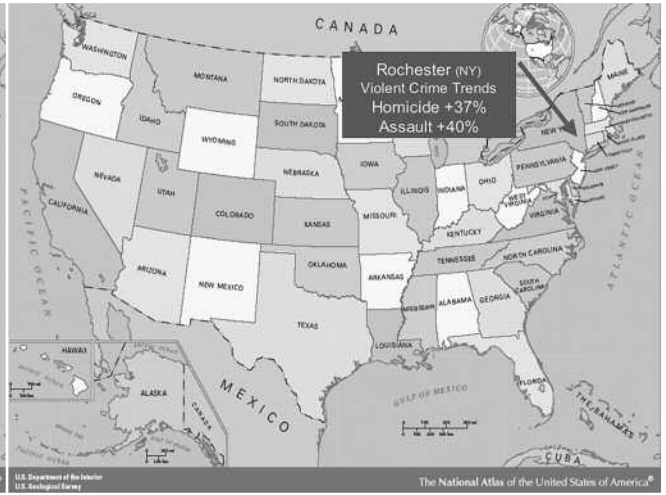 CANADA
WASHINGTON
MONTANA
NORTH DAKOTA
MAINE
OREGON
IDAHO
SOUTH DAKOTA
WYOMING
Rochester (NY)
Violent Crime Trends
Homicide +37%
Assault +40%
NEW
NEBRASKA
IOWA
PENNSYLVANIA
NEVADA
UTAH
COLORADO
KANSAS
MISSOURI
ILLINOIS
INDIANA
OHIO
WEST
VIRGINIA
VIRGINIA
KENTUCKY
CALIFORNIA
PACIFIC OCEAN
ATLANTIC OCEAN
ARIZONA
NEW MEXICO
OKLAHOMA
ARKANSAS
TENNESSEE
NORTH CAROLINA
SOUTH
CAROLINA
TEXAS
LOUISIANA
MISSISSIPPI
ALABAMA
GEORGIA
FLORIDA
HAWAII
ALASKA
CANADA
MEXICO
GULF OF MEXICO
THE BAHAMAS
CUBA
U.S. Department of the Interior
U.S. Geological Survey
The National Atlas of the United States of America®